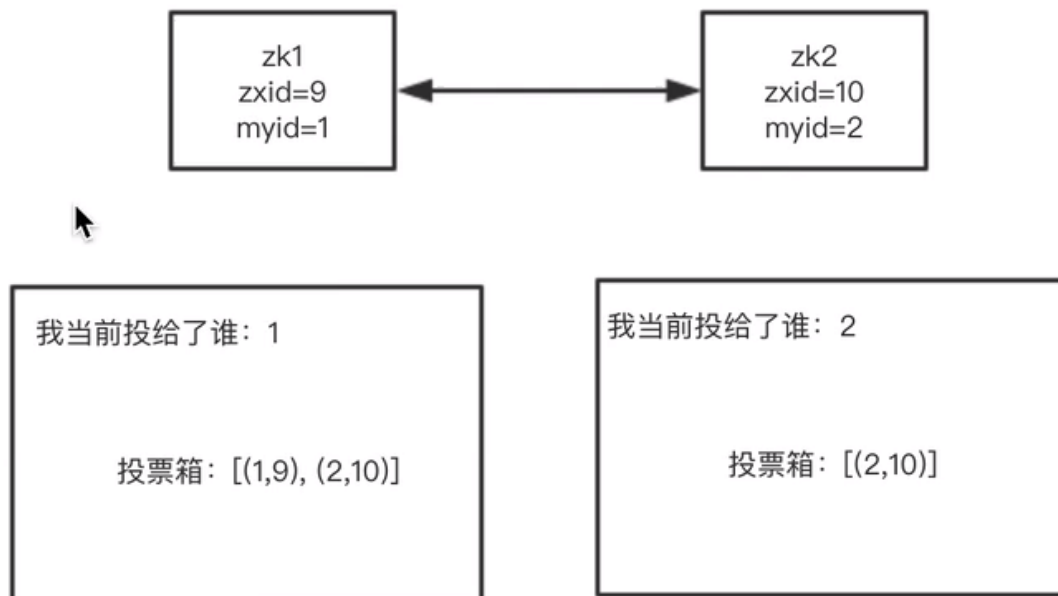 zk1
zxid=9
myid=1
zk2
zxid=10
myid=2
我当前投给了谁：1
投票箱：[(1,9), (2,10)]
我当前投给了谁：2
投票箱：[(2,10)]